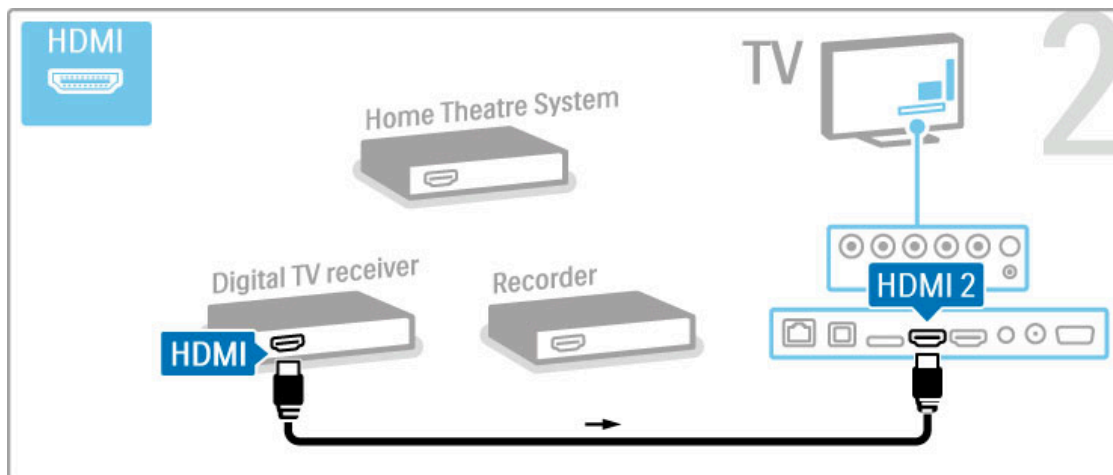 HDMI
TV
2
Home Theatre System
Digital TV receiver
Recorder
HDMI 2
HDMI